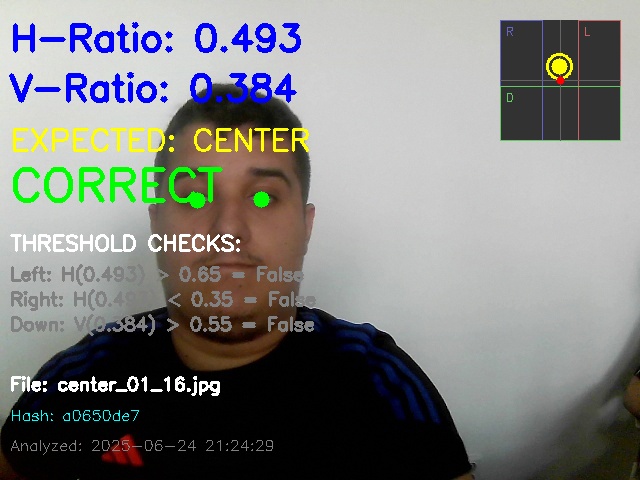 H-Ratio: 0.493
V-Ratio: 0.384
EXPECTED: CENTER
CORRECT
THRESHOLD CHECKS:
Left: H(0.493) > 0.65 = False
Right: H(0.493) < 0.35 = False
Down: V(0.384) > 0.55 = False
File: center_01_16.jpg
Hash: a0650de7
Analyzed: 2025-06-24 21:24:29
R
L
D